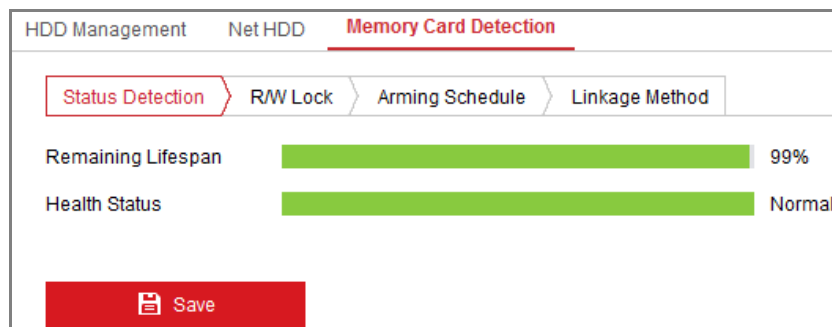 HDD Management Net HDD Memory Card Detection
Status Detection R/W Lock Arming Schedule Linkage Method
Remaining Lifespan 99%
Health Status Normal
Save